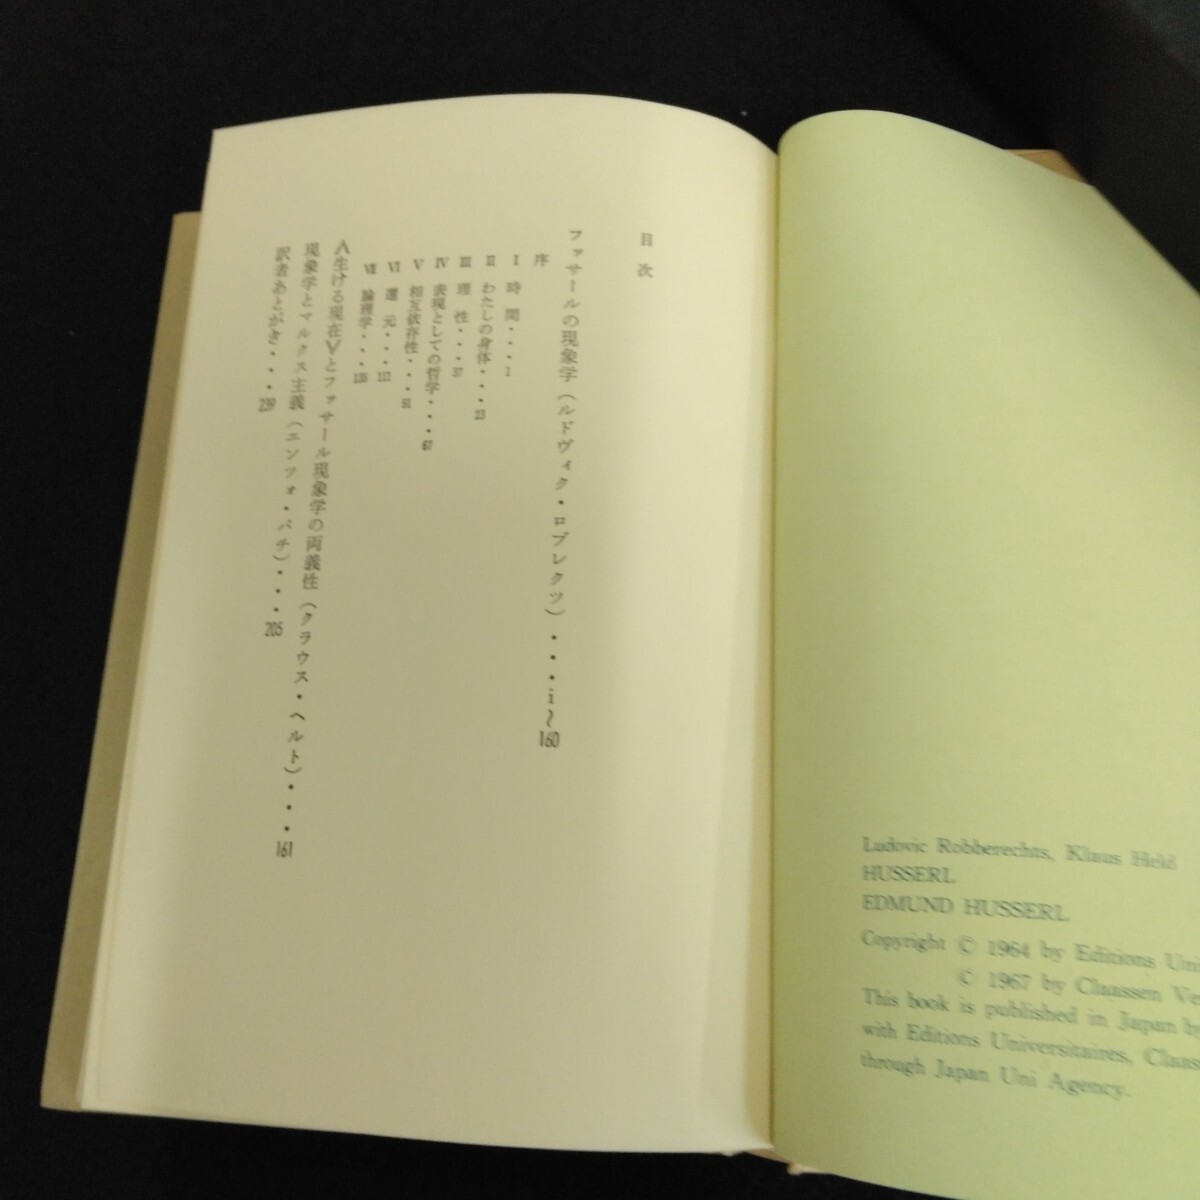 目次
フッサールの現象学(ルドヴィク・ロブレクツ)・・・i〜160
序
Ⅰ 時間・・・1
Ⅱ わたしの身体・・・23
Ⅲ 理性・・・37
Ⅳ 表現としての哲学・・・67
Ⅴ 相互依存性・・・91
Ⅵ 還元・・・111
Ⅶ 論理学・・・135
〈生ける現在〉とフッサール現象学の両義性(クラウス・ヘルト)・・・161
現象学とマルクス主義(エンツォ・パチ)・・・205
訳者あとがき・・・239
Ludovic Robberechts, Klaus Held
HUSSERL
EDMUND HUSSERL
Copyright © 1964 by Editions Uni
© 1967 by Claassen Ve
This book is published in Japan by
with Editions Universitaires, Claas
through Japan Uni Agency.